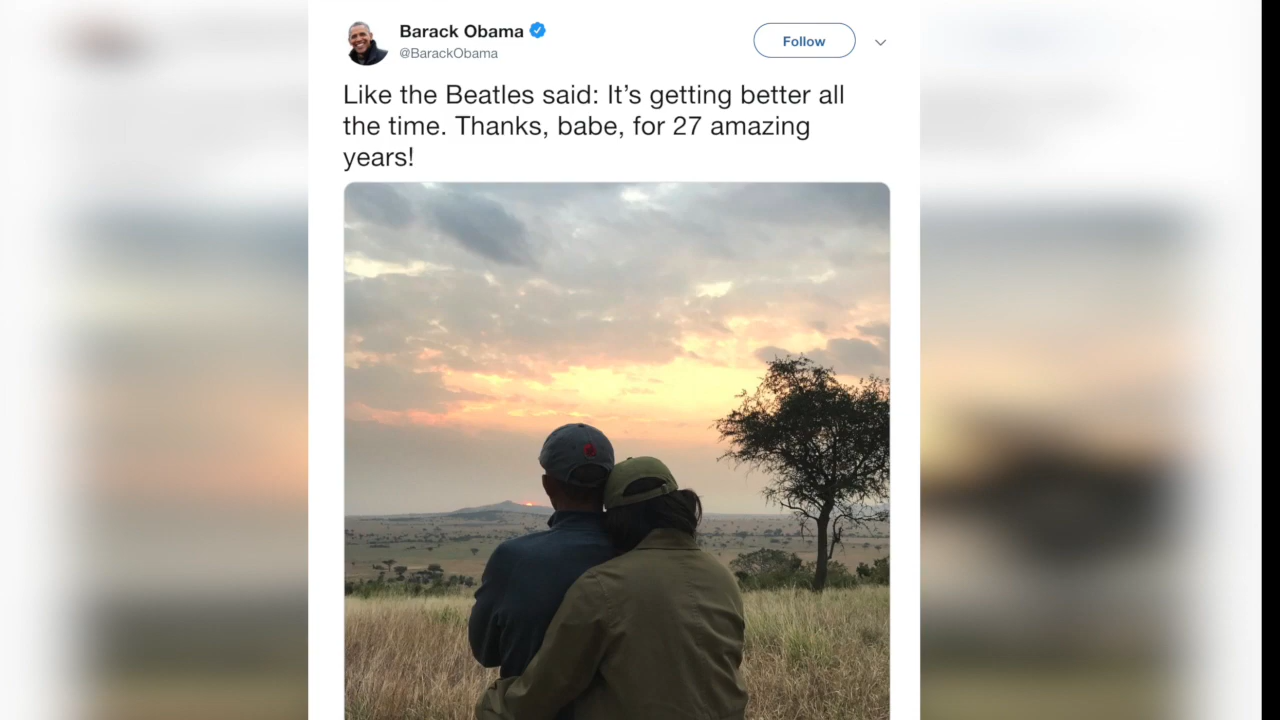 Barack Obama
@BarackObama
Follow
Like the Beatles said: It’s getting better all
the time. Thanks, babe, for 27 amazing
years!